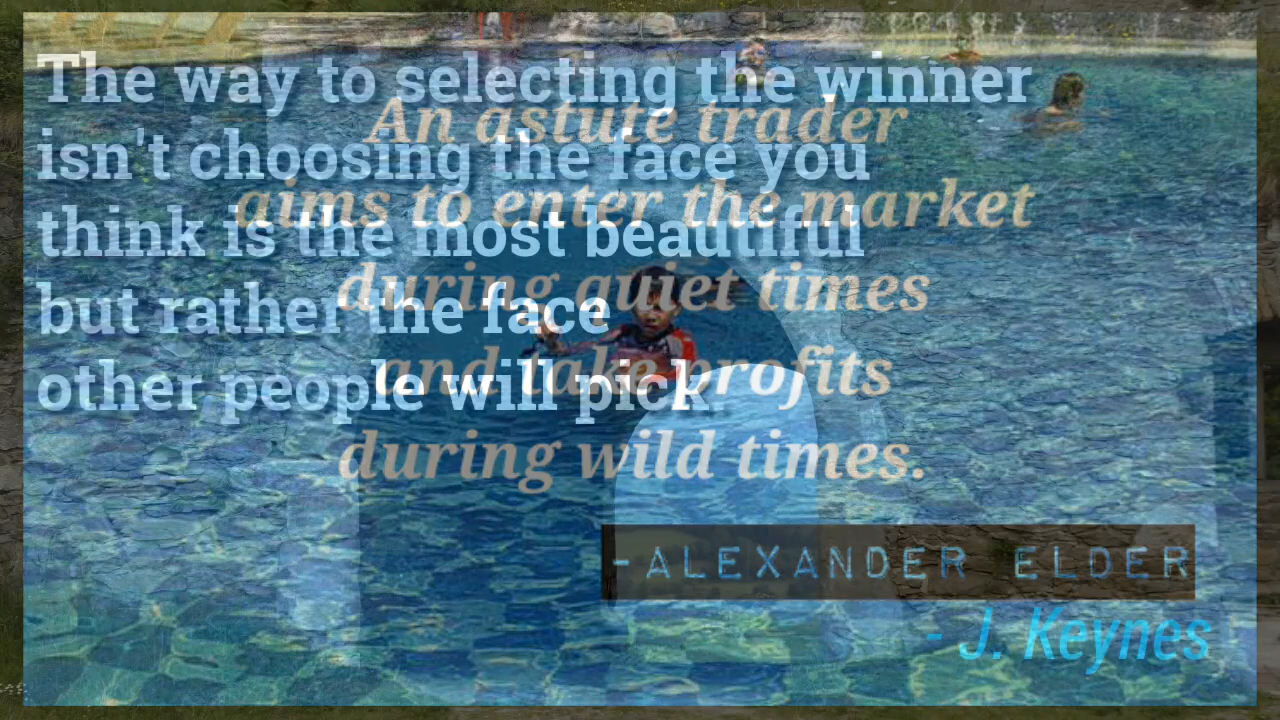 The way to selecting the winner
isn't choosing the face you
think is the most beautiful
but rather the face
other people will pick.
An astute trader
aims to enter the market
during quiet times
and take profits
during wild times.
-ALEXANDER ELDER
- J. Keynes